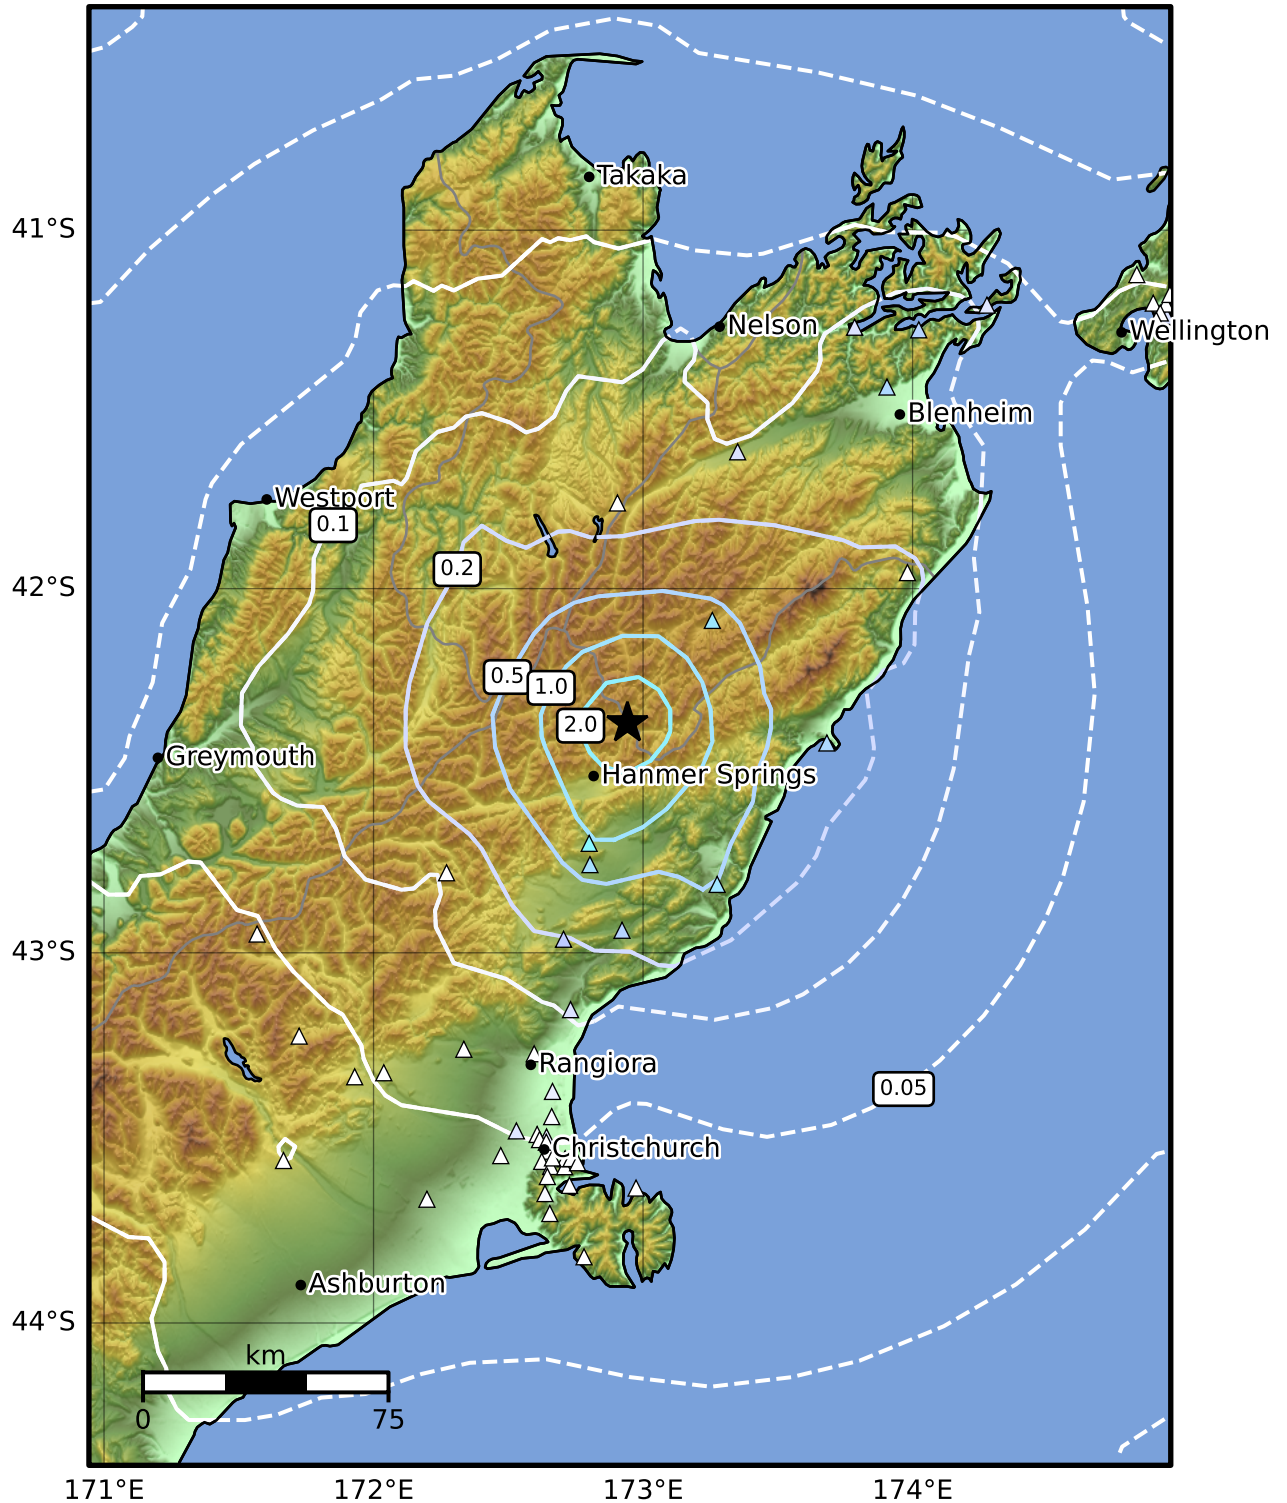 Takaka
41°S
Nelson
Wellington
Blenheim
Westport
0.1
0.2
42°S
0.5
1.0
2.0
Greymouth
Hanmer Springs
43°S
Rangiora
0.05
Christchurch
Ashburton
44°S
km
0 75
171°E 172°E 173°E 174°E